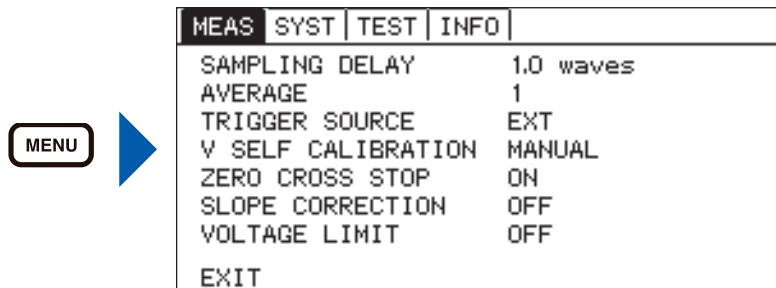 MENU
MEAS SYST TEST INFO
SAMPLING DELAY 1.0 waves
AVERAGE 1
TRIGGER SOURCE EXT
V SELF CALIBRATION MANUAL
ZERO CROSS STOP ON
SLOPE CORRECTION OFF
VOLTAGE LIMIT OFF
EXIT